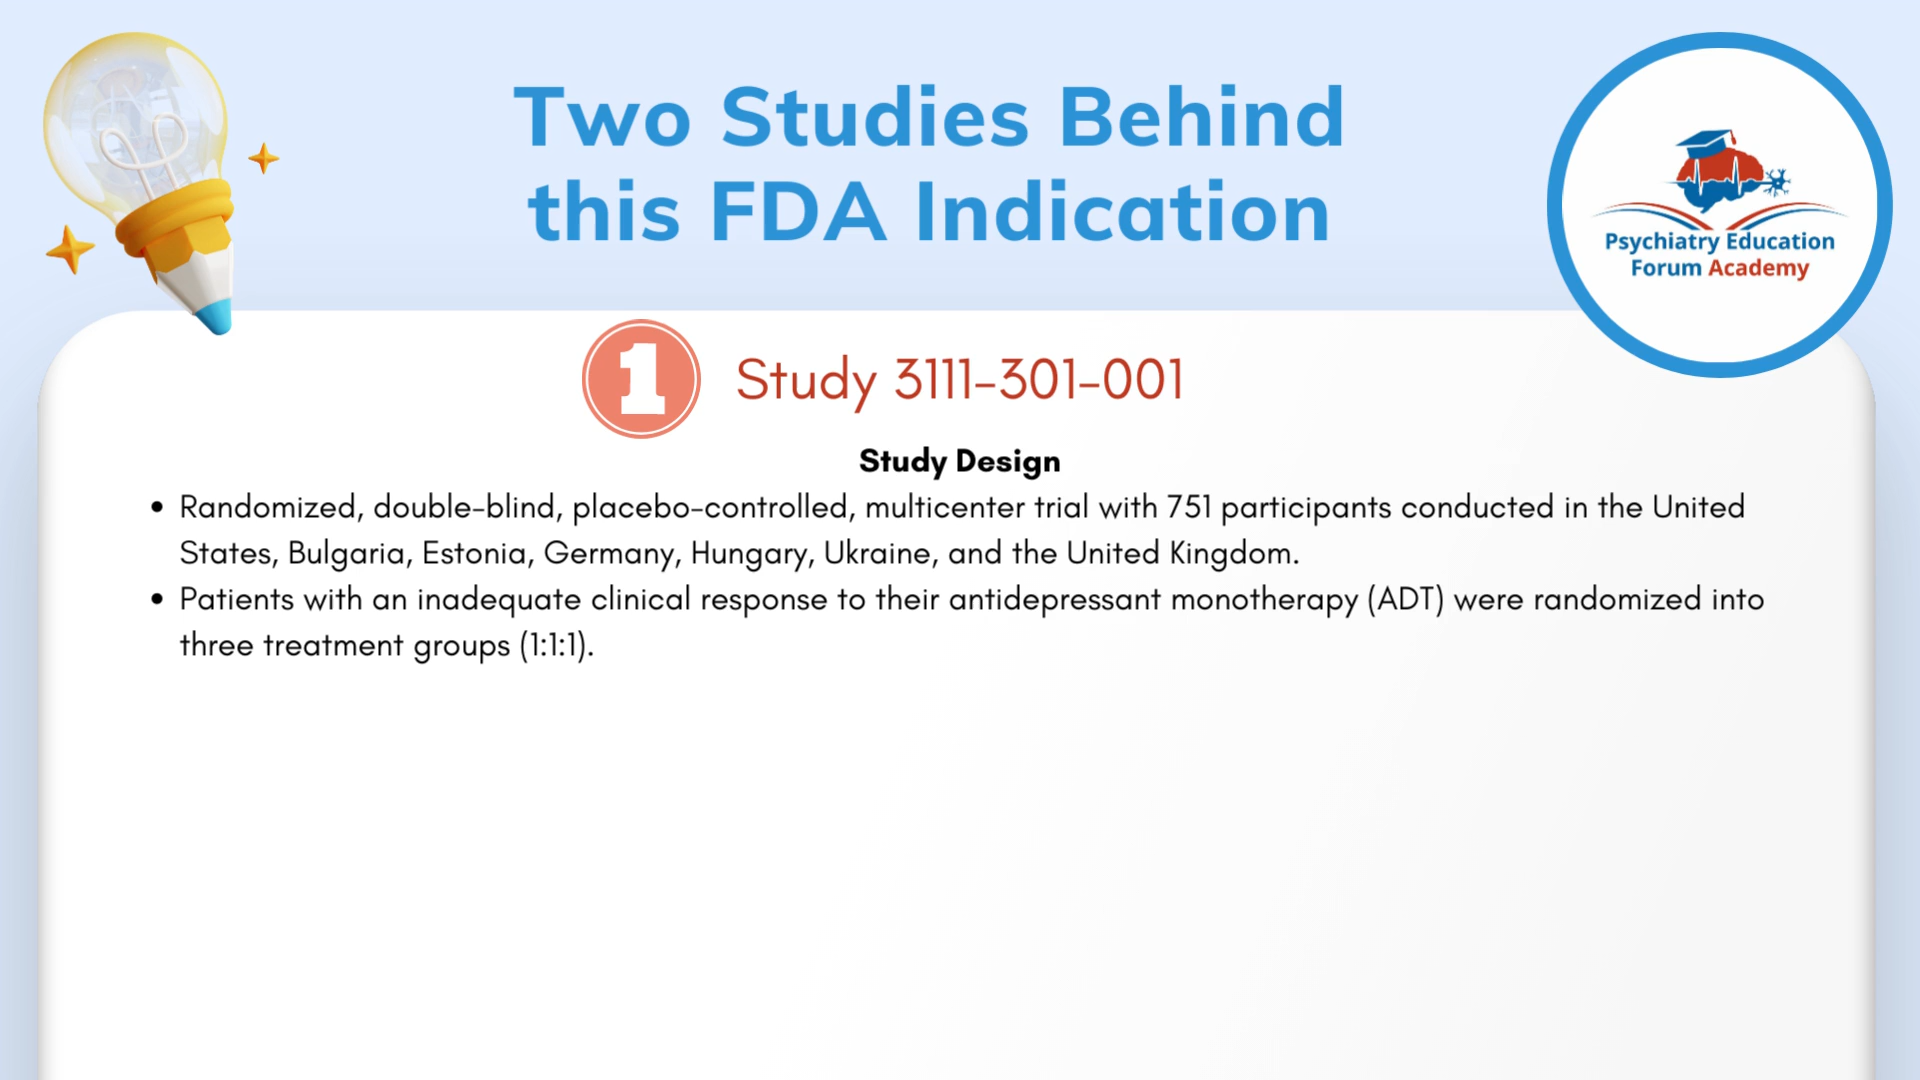 Two Studies Behind
this FDA Indication
Psychiatry Education
Forum Academy
1
Study 3111-301-001
Study Design
• Randomized, double-blind, placebo-controlled, multicenter trial with 751 participants conducted in the United
States, Bulgaria, Estonia, Germany, Hungary, Ukraine, and the United Kingdom.
• Patients with an inadequate clinical response to their antidepressant monotherapy (ADT) were randomized into
three treatment groups (1:1:1).